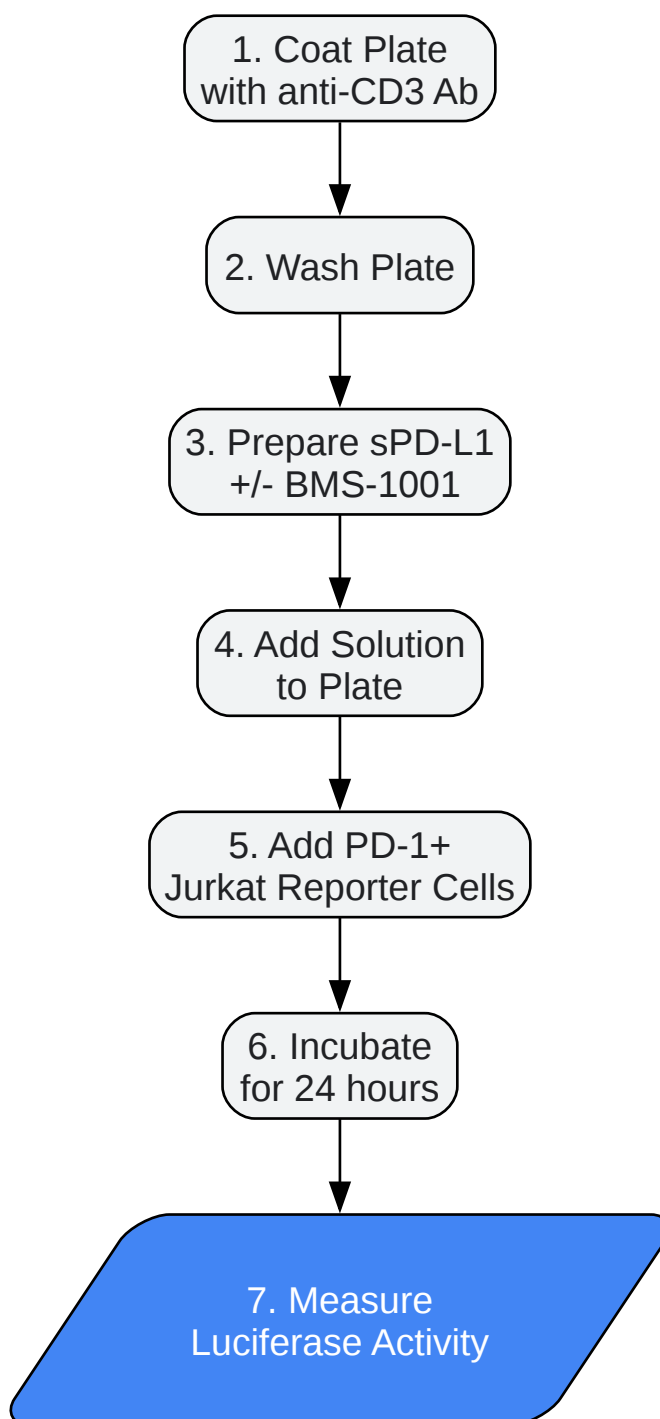 1. Coat Plate
with anti-CD3 Ab
2. Wash Plate
3. Prepare sPD-L1
+/- BMS-1001
4. Add Solution
to Plate
5. Add PD-1+
Jurkat Reporter Cells
6. Incubate
for 24 hours
7. Measure
Luciferase Activity